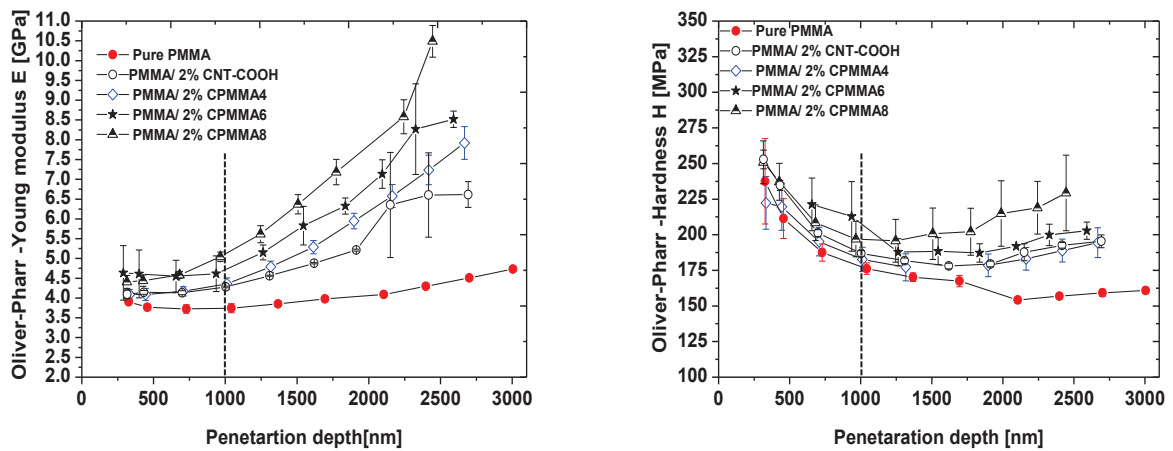 Oliver-Pharr -Young modulus E [GPa]
11.0
10.5
10.0
9.5
9.0
8.5
8.0
7.5
7.0
6.5
6.0
5.5
5.0
4.5
4.0
3.5
3.0
2.5
2.0
Pure PMMA
PMMA/ 2% CNT-COOH
PMMA/ 2% CPMMA4
PMMA/ 2% CPMMA6
PMMA/ 2% CPMMA8
0 500 1000 1500 2000 2500 3000
Penetartion depth[nm]
Oliver-Pharr -Hardness H [MPa]
350
325
300
275
250
225
200
175
150
125
100
Pure PMMA
PMMA/ 2% CNT-COOH
PMMA/ 2% CPMMA4
PMMA/ 2% CPMMA6
PMMA/ 2% CPMMA8
0 500 1000 1500 2000 2500 3000
Penetaration depth [nm]